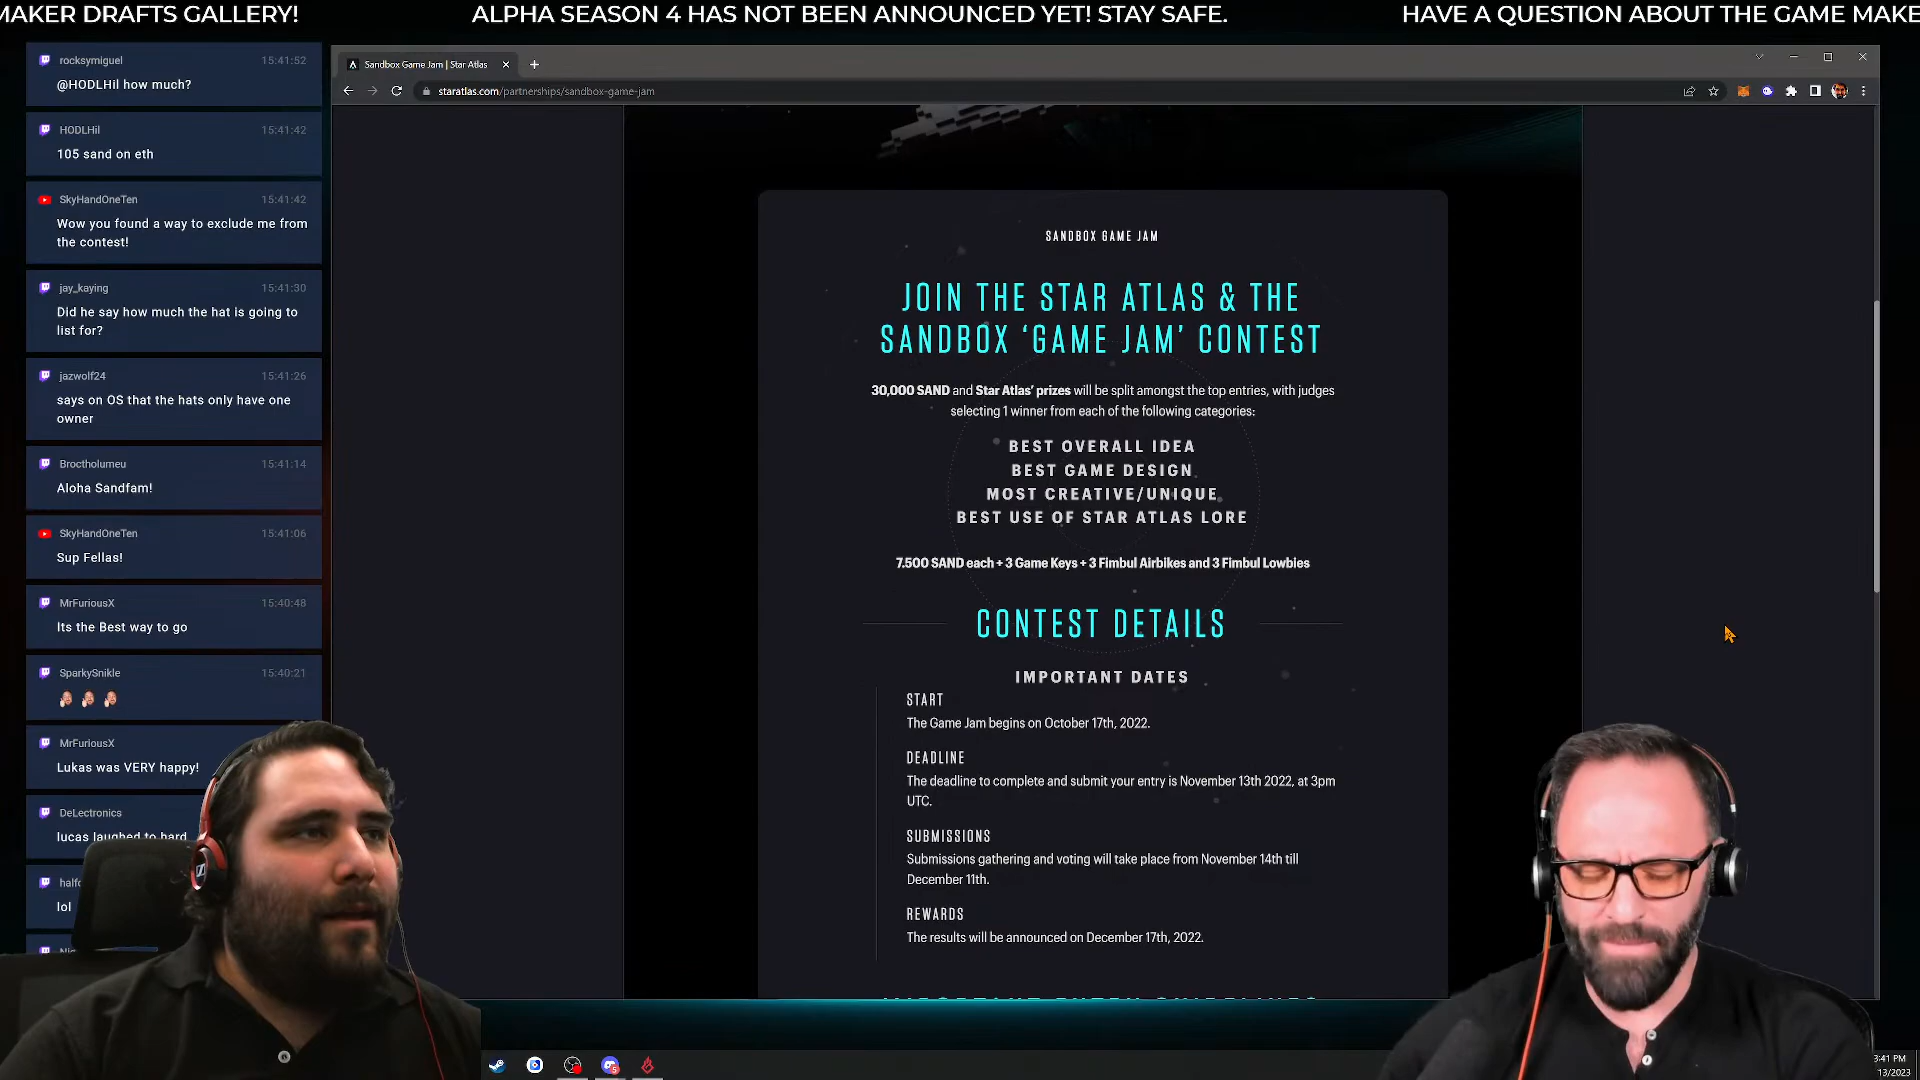 MAKER DRAFTS GALLERY! ALPHA SEASON 4 HAS NOT BEEN ANNOUNCED YET! STAY SAFE. HAVE A QUESTION ABOUT THE GAME MAKE
rocksymiguel 15:41:52
@HODLHil how much?
HODLHil 15:41:42
105 sand on eth
SkyHandOneTen 15:41:42
Wow you found a way to exclude me from
the contest!
jay_kaying 15:41:30
Did he say how much the hat is going to
list for?
jazwolf24 15:41:26
says on OS that the hats only have one
owner
Broctholumeu 15:41:14
Aloha Sandfam!
SkyHandOneTen 15:41:06
Sup Fellas!
MrFuriousX 15:40:48
Its the Best way to go
SparkySnikle 15:40:21
MrFuriousX
Lukas was VERY happy!
DeLectronics
lucas laughed to hard
halfc
lol
Sandbox Game Jam | Star Atlas
staratlas.com/partnerships/sandbox-game-jam
SANDBOX GAME JAM
JOIN THE STAR ATLAS & THE
SANDBOX ‘GAME JAM’ CONTEST
30,000 SAND and Star Atlas’ prizes will be split amongst the top entries, with judges
selecting 1 winner from each of the following categories:
BEST OVERALL IDEA
BEST GAME DESIGN
MOST CREATIVE/UNIQUE
BEST USE OF STAR ATLAS LORE
7.500 SAND each + 3 Game Keys + 3 Fimbul Airbikes and 3 Fimbul Lowbies
CONTEST DETAILS
IMPORTANT DATES
START
The Game Jam begins on October 17th, 2022.
DEADLINE
The deadline to complete and submit your entry is November 13th 2022, at 3pm
UTC.
SUBMISSIONS
Submissions gathering and voting will take place from November 14th till
December 11th.
REWARDS
The results will be announced on December 17th, 2022.
3:41 PM
13/2023